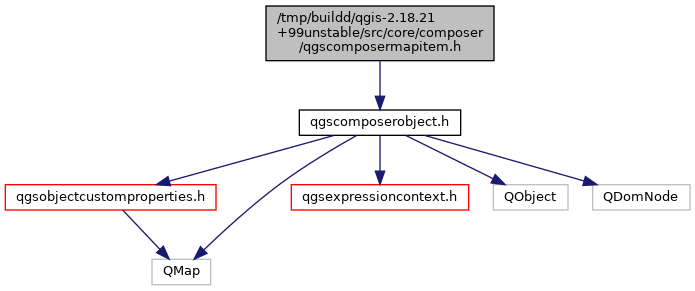 /tmp/buildd/qgis-2.18.21
+99unstable/src/core/composer
/qgscomposermapitem.h
qgscomposerobject.h
qgsobjectcustomproperties.h
qgsexpressioncontext.h
QObject
QDomNode
QMap